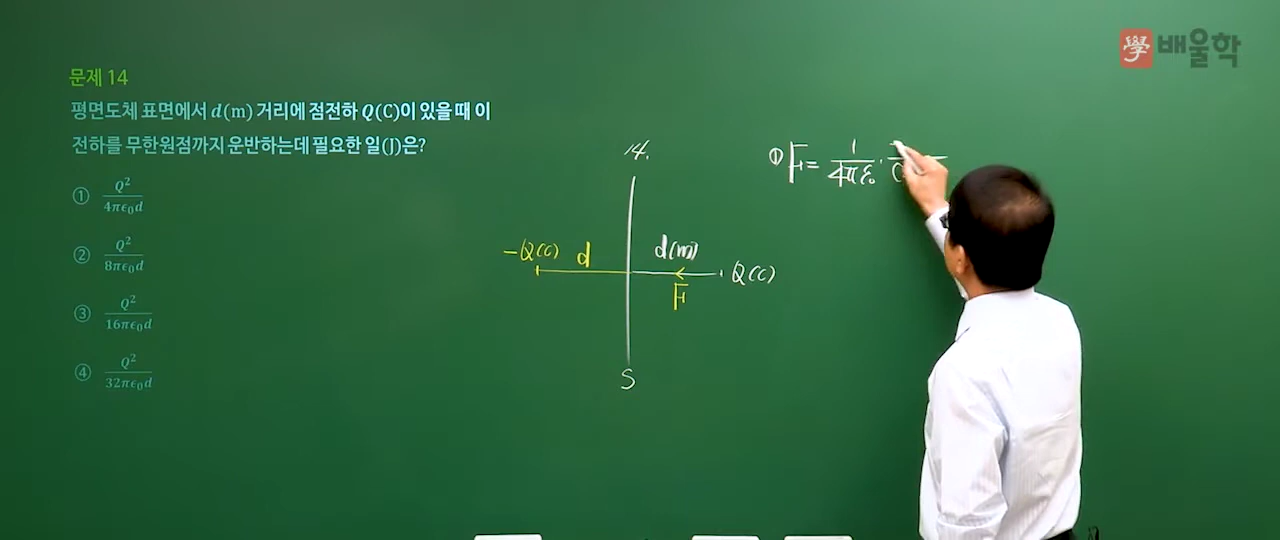 學 배울학
문제 14
평면도체 표면에서 d(m) 거리에 점전하 Q(C)이 있을 때 이
전하를 무한원점까지 운반하는데 필요한 일(J)은?
① Q²/4πϵ₀d
② Q²/8πϵ₀d
③ Q²/16πϵ₀d
④ Q²/32πϵ₀d
14.
① F = 1/4πε₀ ·
-Q(C) d d(m) Q(C)
F
S